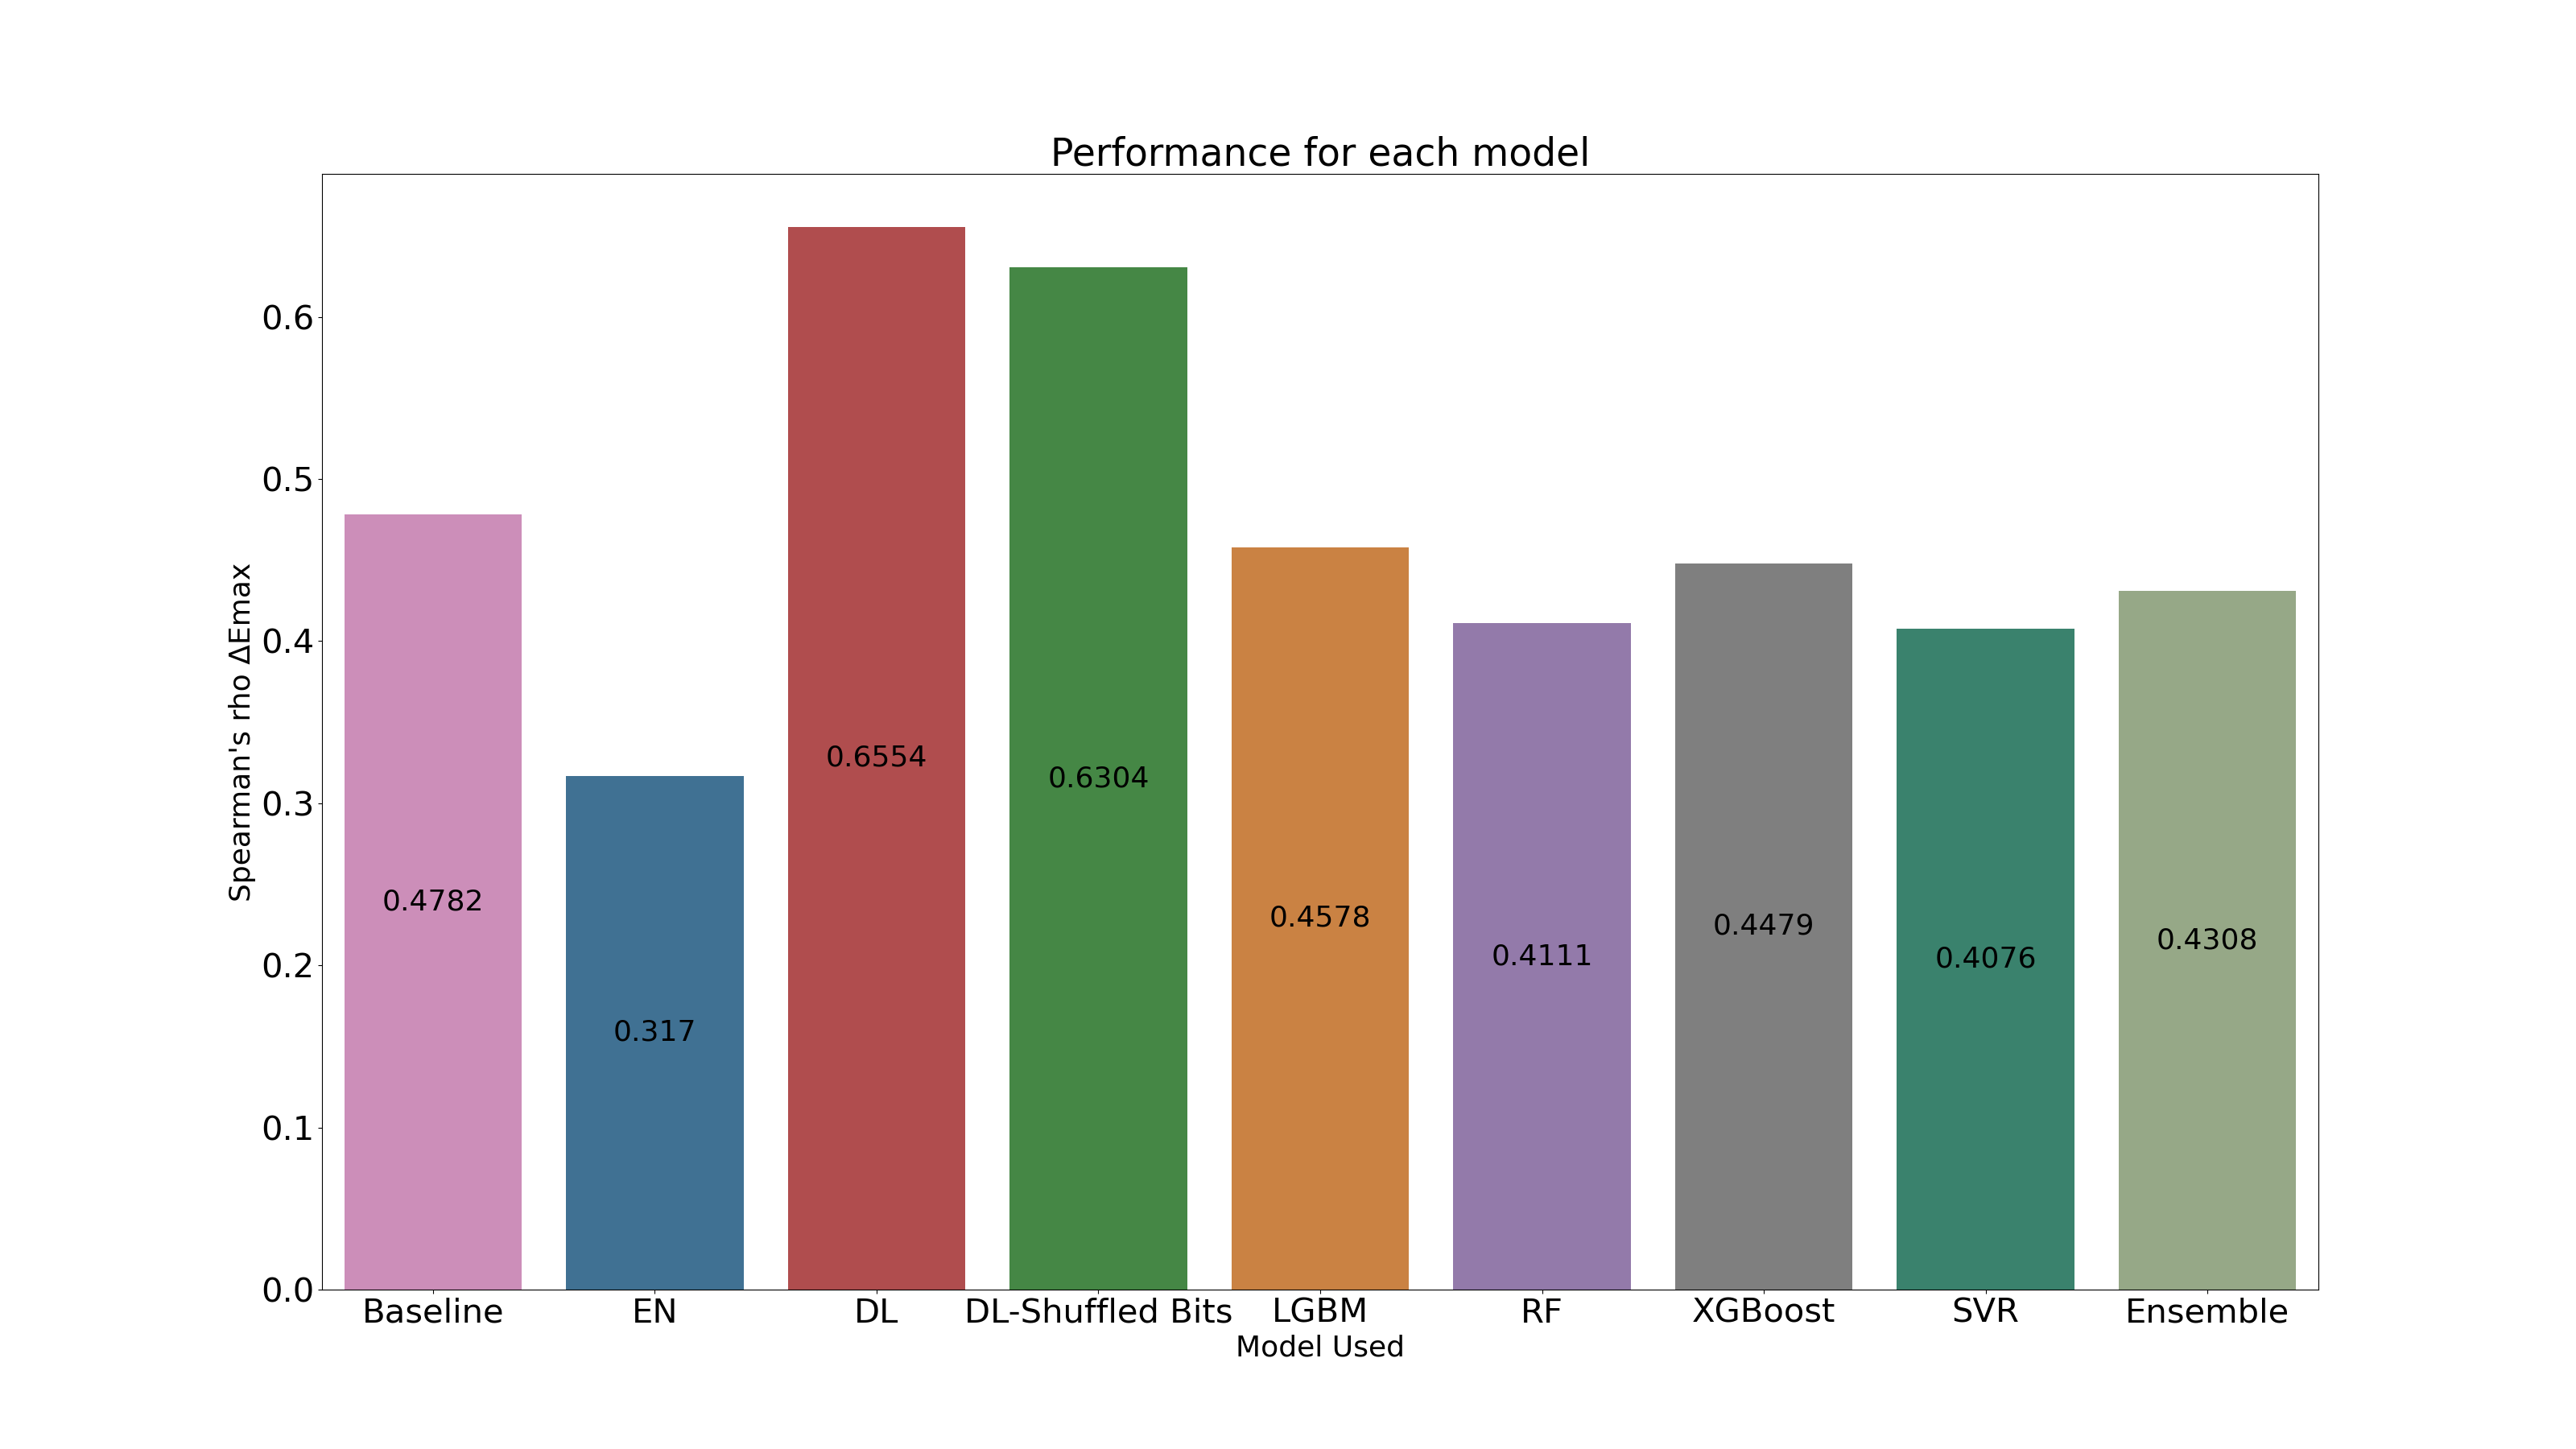 Performance for each model
Spearman's rho ΔEmax
0.6
0.5
0.4
0.3
0.2
0.1
0.0
0.4782
0.317
0.6554
0.6304
0.4578
0.4111
0.4479
0.4076
0.4308
Baseline
EN
DL
DL-Shuffled Bits
LGBM
RF
XGBoost
SVR
Ensemble
Model Used